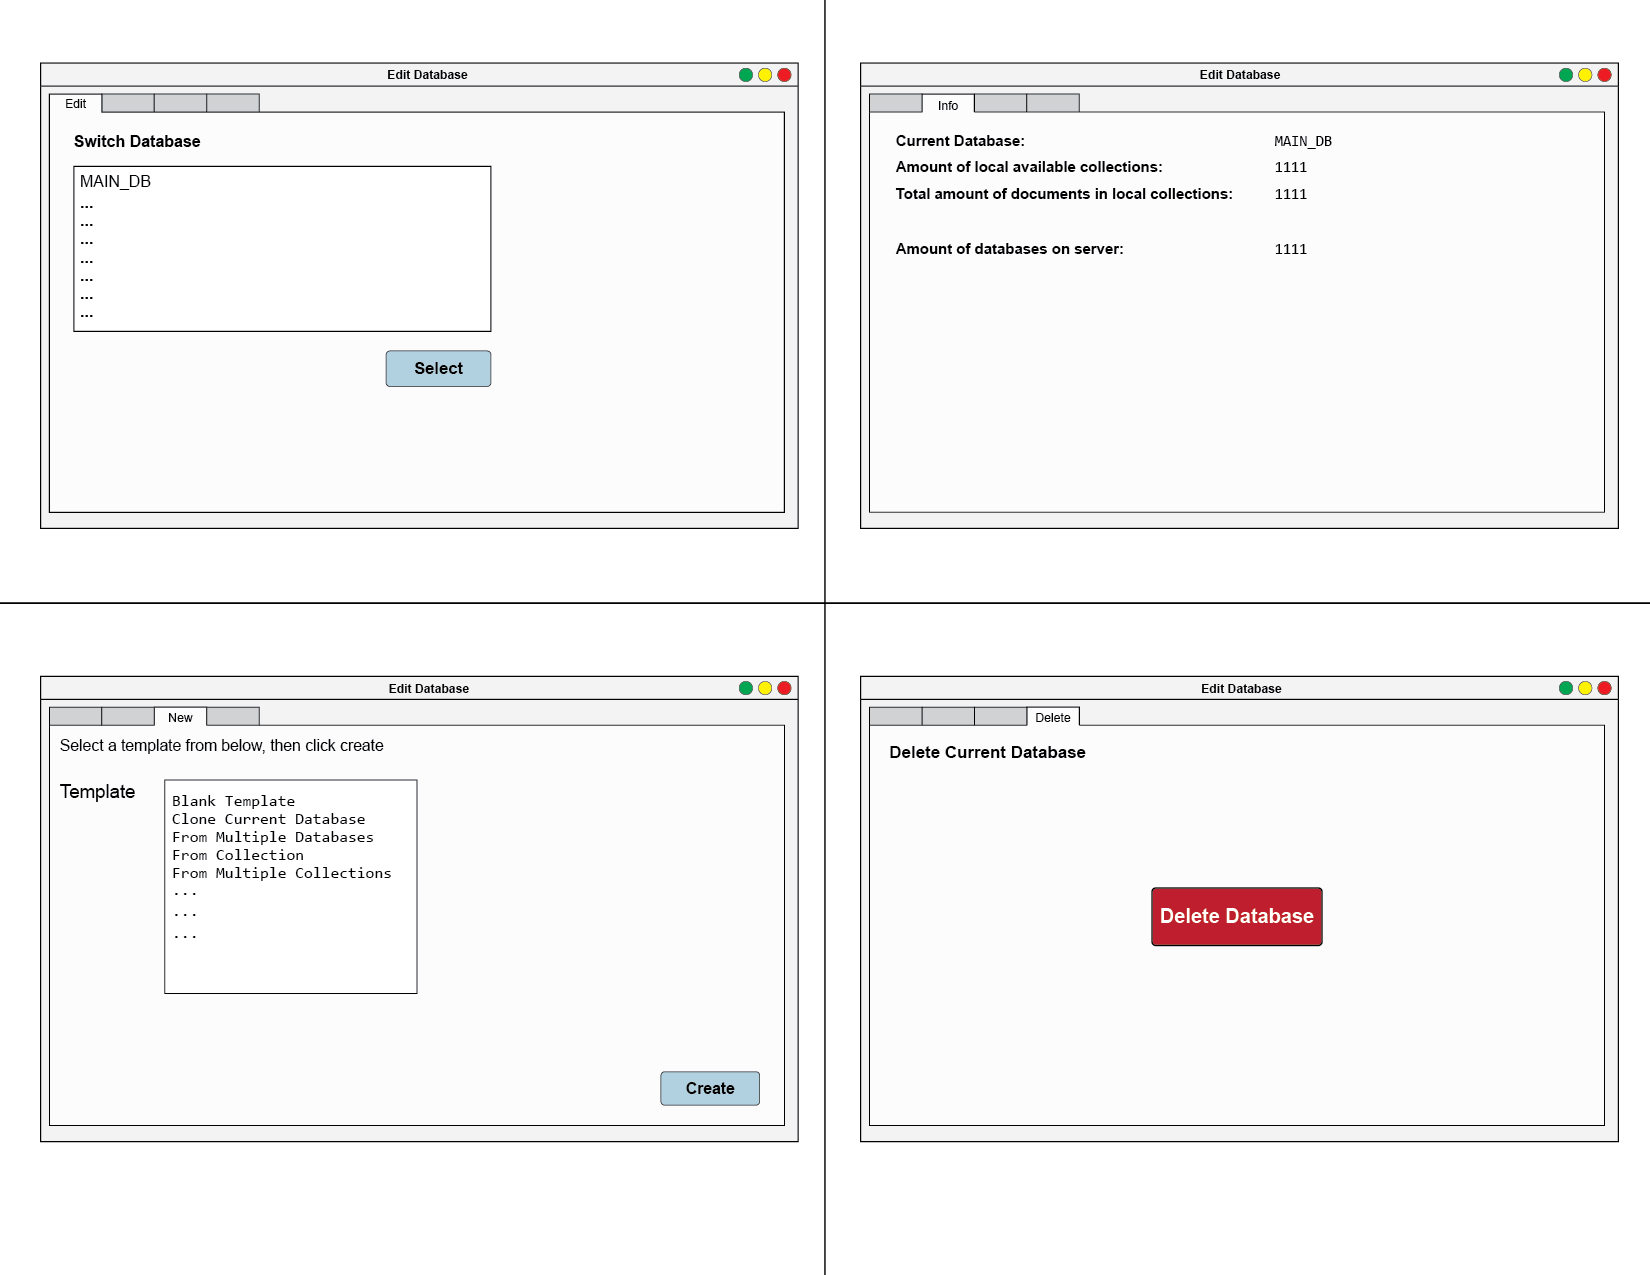 Edit Database
Edit
Switch Database
MAIN_DB
...
...
...
...
...
...
...
Select
Edit Database
Info
Current Database: MAIN_DB
Amount of local available collections: 1111
Total amount of documents in local collections: 1111
Amount of databases on server: 1111
Edit Database
New
Select a template from below, then click create
Template
Blank Template
Clone Current Database
From Multiple Databases
From Collection
From Multiple Collections
...
...
...
Create
Edit Database
Delete
Delete Current Database
Delete Database